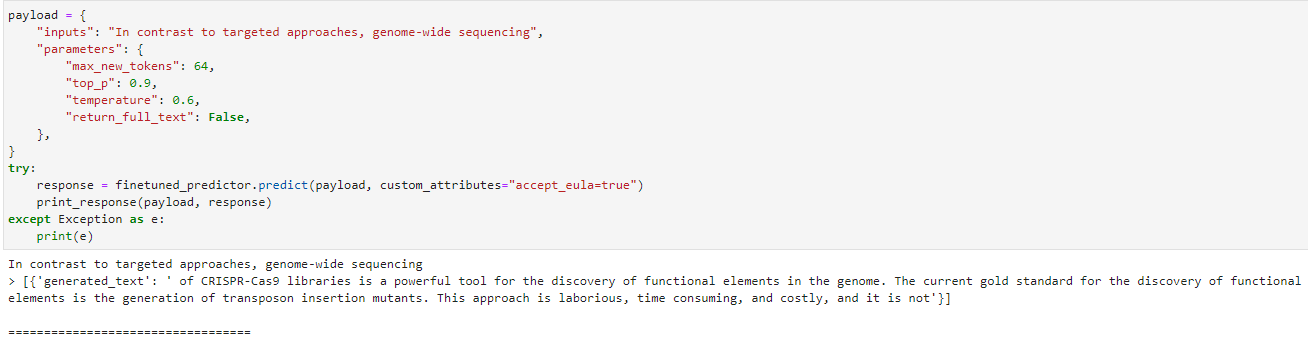 payload = {
    "inputs": "In contrast to targeted approaches, genome-wide sequencing",
    "parameters": {
        "max_new_tokens": 64,
        "top_p": 0.9,
        "temperature": 0.6,
        "return_full_text": False,
    },
}
try:
    response = finetuned_predictor.predict(payload, custom_attributes="accept_eula=true")
    print_response(payload, response)
except Exception as e:
    print(e)
In contrast to targeted approaches, genome-wide sequencing
> [{'generated_text': ' of CRISPR-Cas9 libraries is a powerful tool for the discovery of functional elements in the genome. The current gold standard for the discovery of functional
elements is the generation of transposon insertion mutants. This approach is laborious, time consuming, and costly, and it is not'}]
==================================